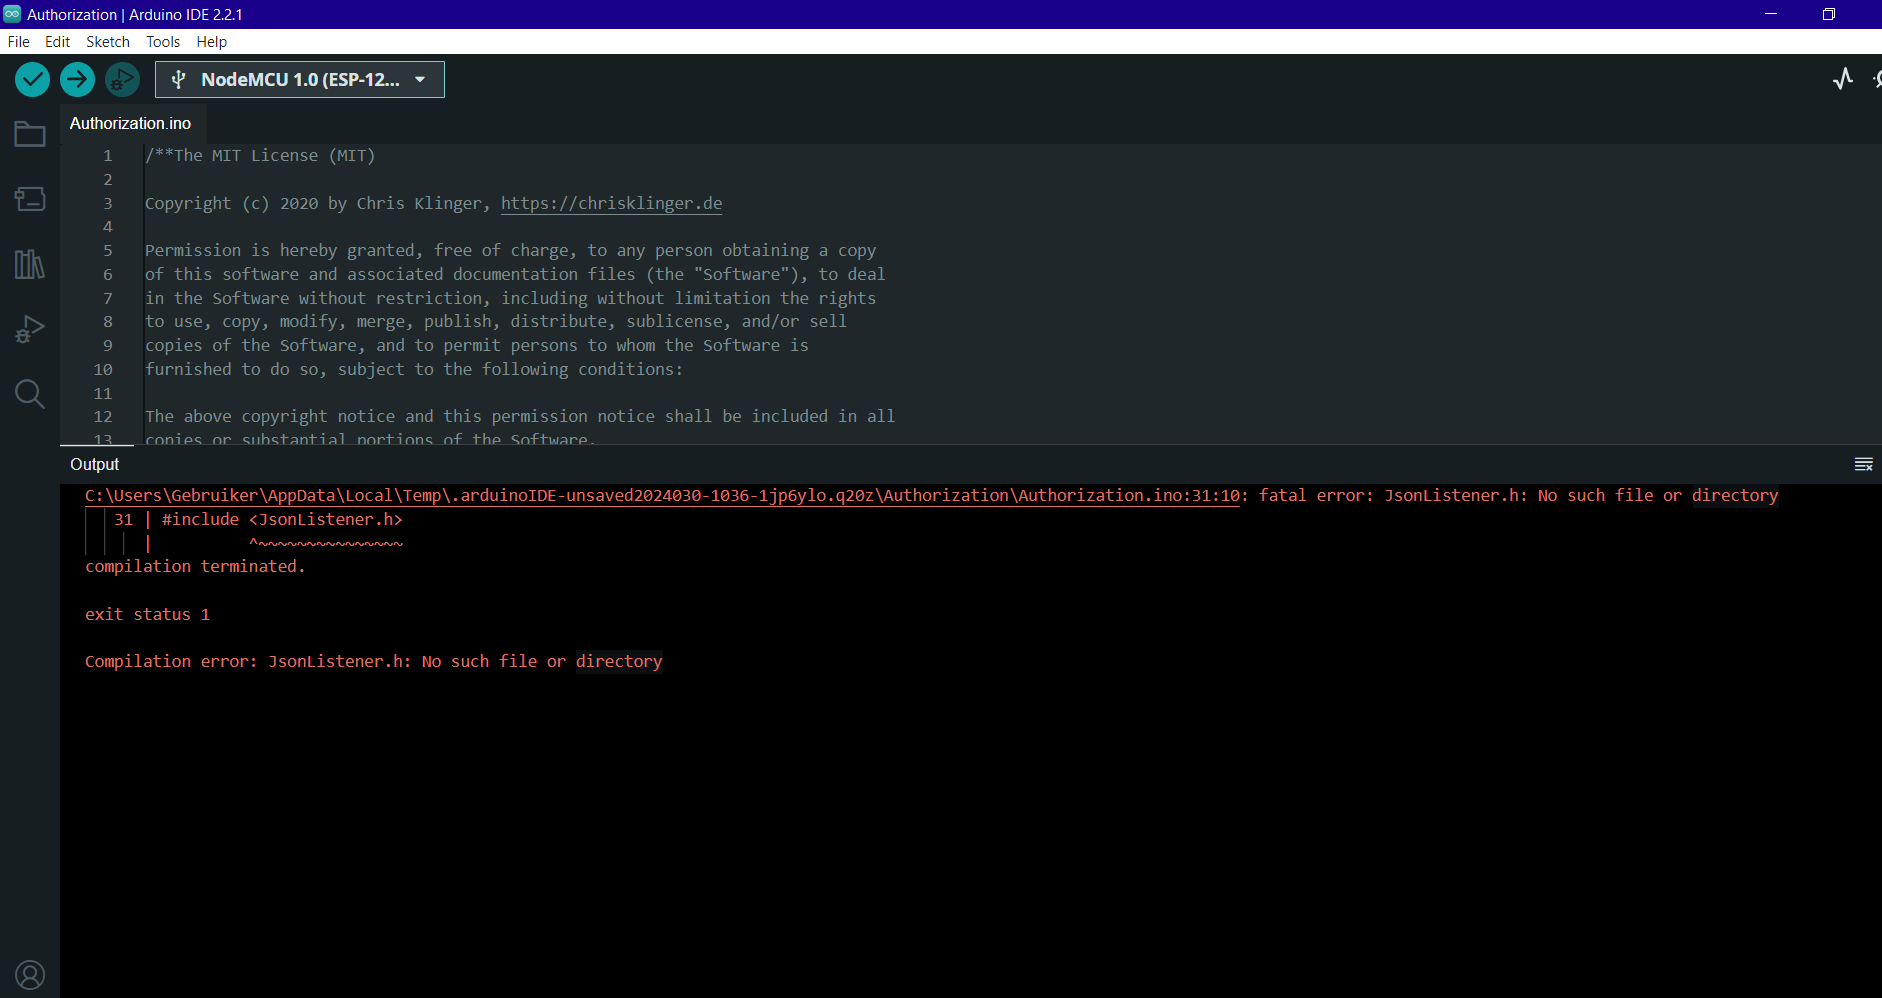 Authorization | Arduino IDE 2.2.1
File Edit Sketch Tools Help
NodeMCU 1.0 (ESP-12...
Authorization.ino
1 /**The MIT License (MIT)
2
3 Copyright (c) 2020 by Chris Klinger, https://chrisklinger.de
4
5 Permission is hereby granted, free of charge, to any person obtaining a copy
6 of this software and associated documentation files (the "Software"), to deal
7 in the Software without restriction, including without limitation the rights
8 to use, copy, modify, merge, publish, distribute, sublicense, and/or sell
9 copies of the Software, and to permit persons to whom the Software is
10 furnished to do so, subject to the following conditions:
11
12 The above copyright notice and this permission notice shall be included in all
13 copies or substantial portions of the Software.
Output
C:\Users\Gebruiker\AppData\Local\Temp\.arduinoIDE-unsaved2024030-1036-1jp6ylo.q20z\Authorization\Authorization.ino:31:10: fatal error: JsonListener.h: No such file or directory
31 | #include <JsonListener.h>
| ^~~~~~~~~~~~~~~~
compilation terminated.
exit status 1
Compilation error: JsonListener.h: No such file or directory